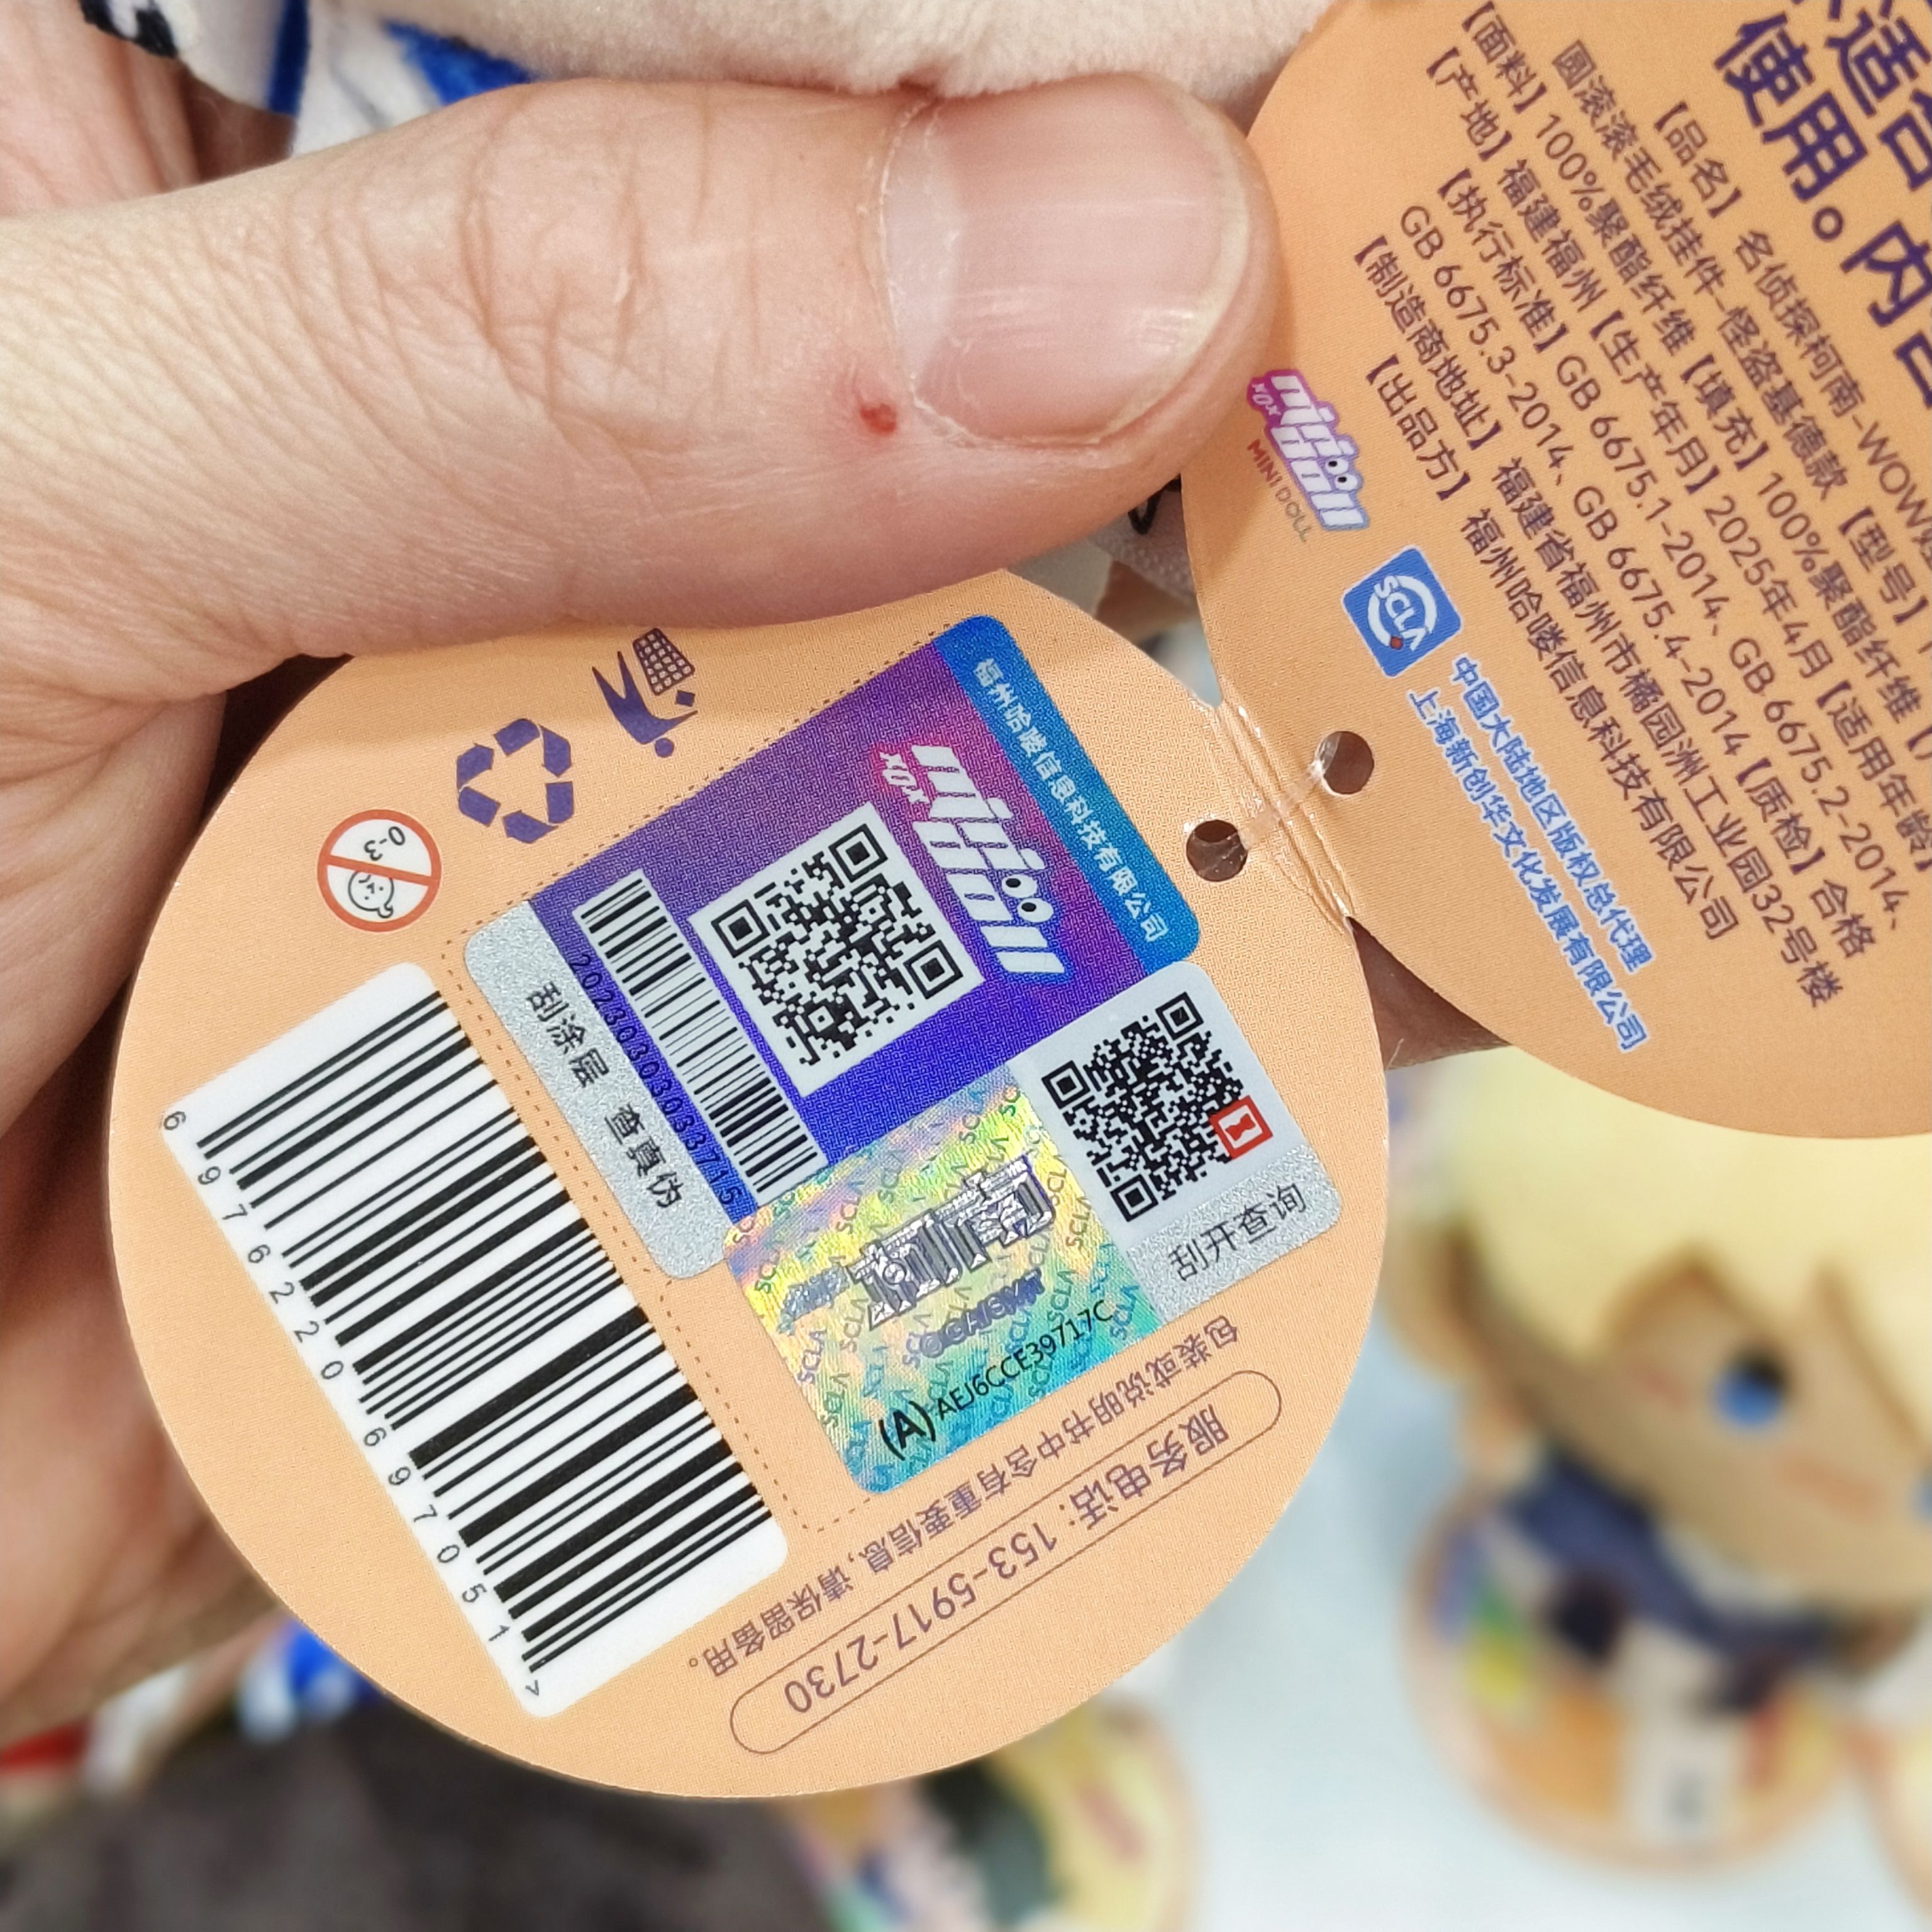 使用。内
【品名】名侦探柯南-WOW
圆滚滚毛绒挂件-怪盗基德款【型号】
【面料】100%聚酯纤维【填充】100%聚酯纤维
【产地】福建福州【生产年月】2025年4月【适用年龄
【执行标准】GB 6675.1-2014、GB 6675.2-2014、
GB 6675.3-2014、GB 6675.4-2014【质检】合格
【制造商地址】福建省福州市橘园洲工业园32号楼
【出品方】福州哈喽信息科技有限公司
MINI DOLL
SCLA
中国大陆地区版权总代理
上海新创华文化发展有限公司
福州哈喽信息科技有限公司
xox
mini doll
20230303033715
刮涂层 查真伪
刮开查询
SCLA
(A) AEJ6CCE39717C
0-3
6 976220 697051 >
包装或说明书中含有重要信息，请保留备用。
服务电话：153-5917-2730